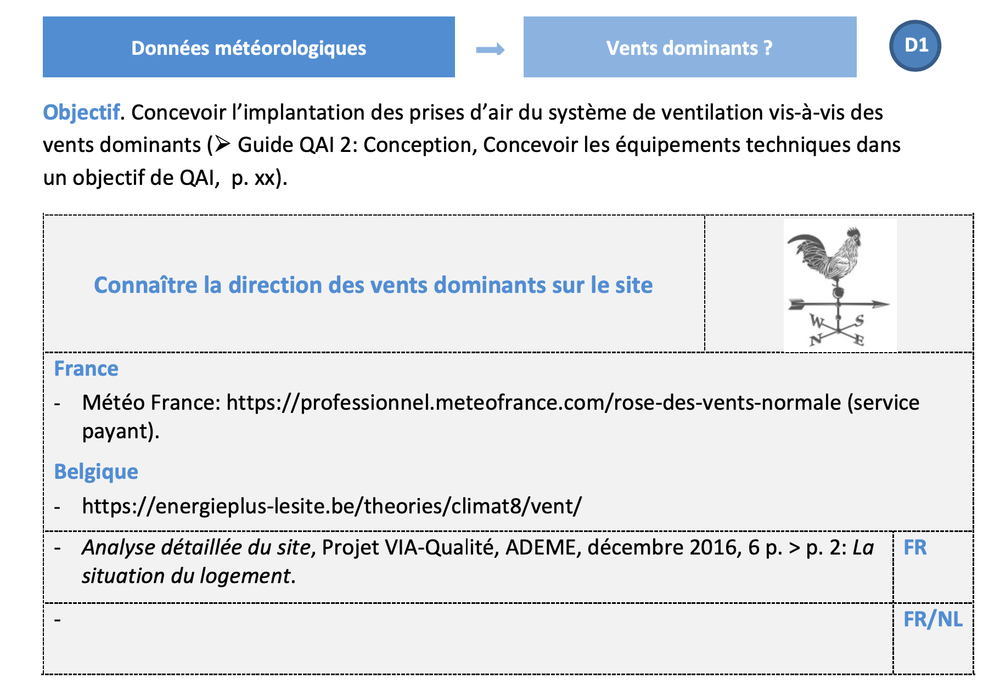 Données météorologiques
Vents dominants ?
D1
Objectif. Concevoir l’implantation des prises d’air du système de ventilation vis-à-vis des
vents dominants (➢ Guide QAI 2: Conception, Concevoir les équipements techniques dans
un objectif de QAI,  p. xx).
Connaître la direction des vents dominants sur le site
W S
N E
France
- Météo France: https://professionnel.meteofrance.com/rose-des-vents-normale (service
payant).
Belgique
- https://energieplus-lesite.be/theories/climat8/vent/
- Analyse détaillée du site, Projet VIA-Qualité, ADEME, décembre 2016, 6 p. > p. 2: La
situation du logement.
FR
-
FR/NL